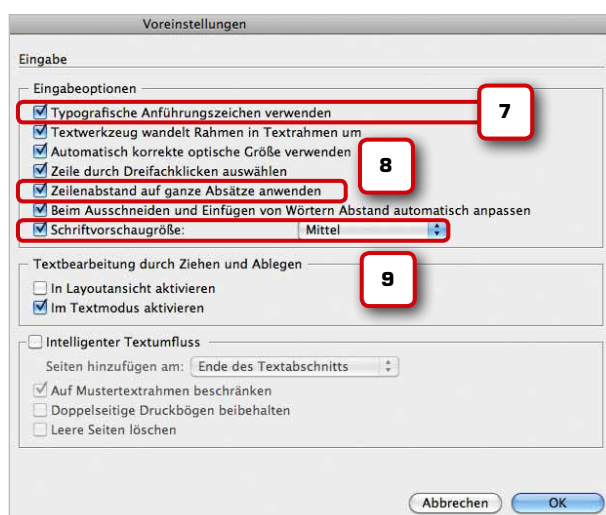 Voreinstellungen
Eingabe
Eingabeoptionen
Typografische Anführungszeichen verwenden
7
Textwerkzeug wandelt Rahmen in Textrahmen um
Automatisch korrekte optische Größe verwenden
8
Zeile durch Dreifachklicken auswählen
Zeilenabstand auf ganze Absätze anwenden
Beim Ausschneiden und Einfügen von Wörtern Abstand automatisch anpassen
Schriftvorschaugröße: Mittel
Textbearbeitung durch Ziehen und Ablegen
9
In Layoutansicht aktivieren
Im Textmodus aktivieren
Intelligenter Textumfluss
Seiten hinzufügen am: Ende des Textabschnitts
Auf Mustertextrahmen beschränken
Doppelseitige Druckbögen beibehalten
Leere Seiten löschen
Abbrechen OK